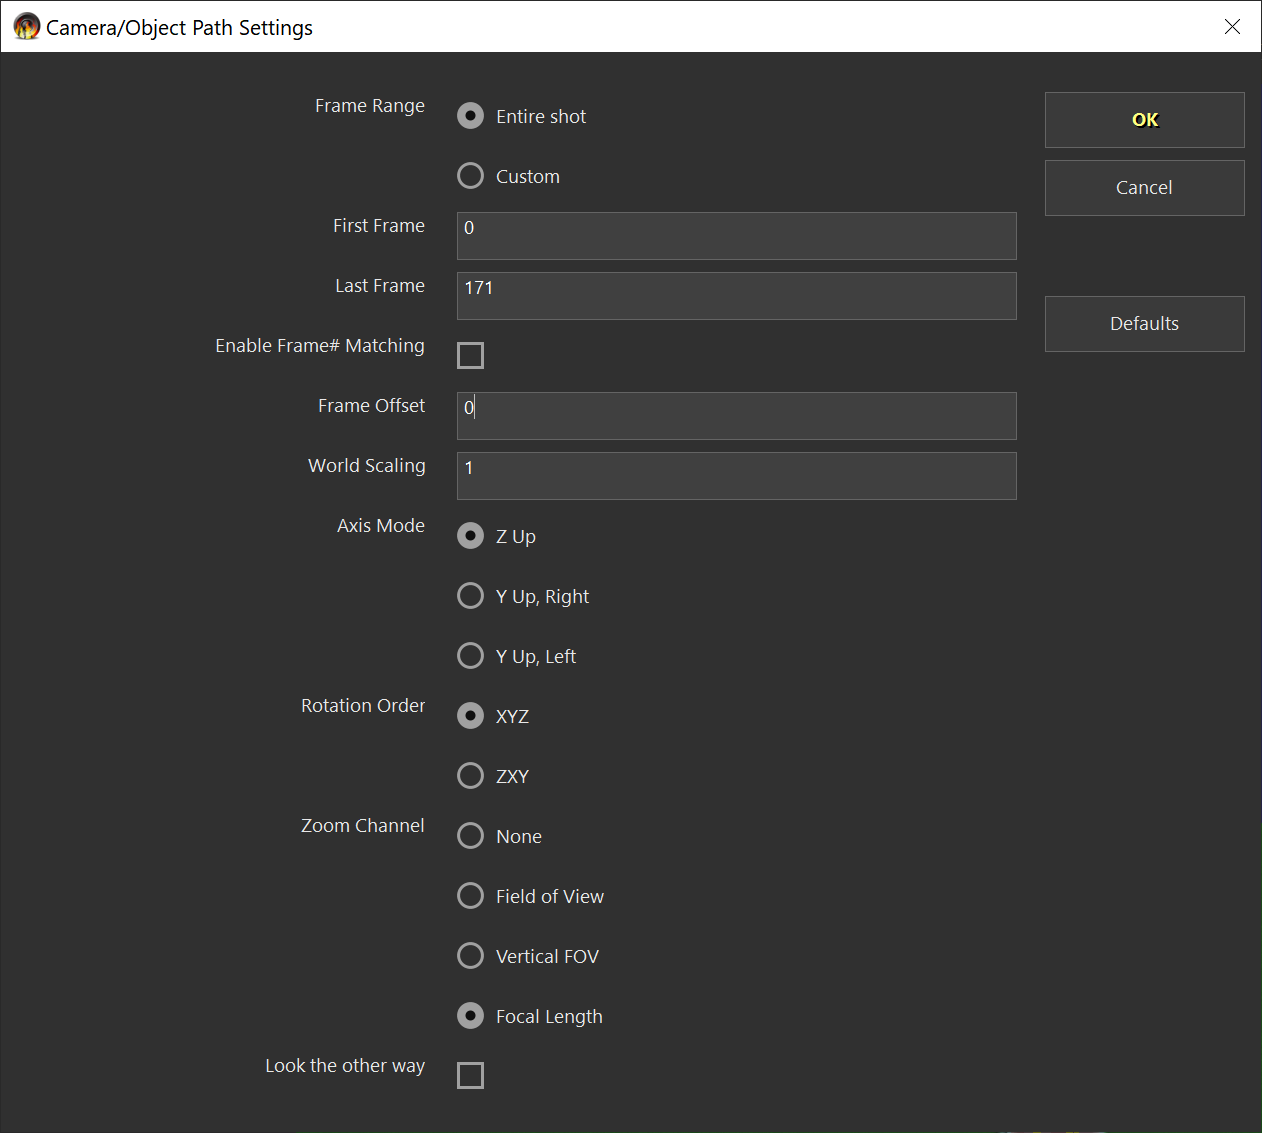 Camera/Object Path Settings
Frame Range
Entire shot
OK
Custom
Cancel
First Frame
0
Last Frame
171
Defaults
Enable Frame# Matching
Frame Offset
0
World Scaling
1
Axis Mode
Z Up
Y Up, Right
Y Up, Left
Rotation Order
XYZ
ZXY
Zoom Channel
None
Field of View
Vertical FOV
Focal Length
Look the other way